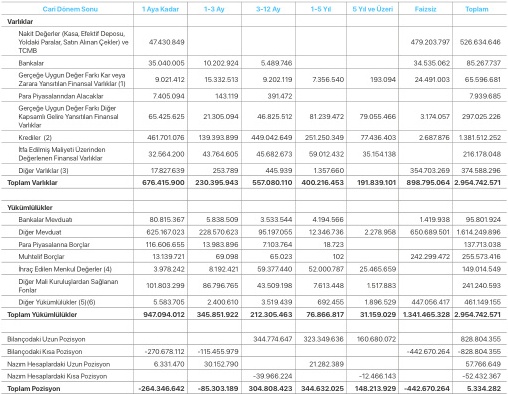 Cari Dönem Sonu 1 Aya Kadar 1–3 Ay 3–12 Ay 1–5 Yıl 5 Yıl ve Üzeri Faizsiz Toplam
Varlıklar
Nakit Değerler (Kasa, Efektif Deposu,
Yoldaki Paralar, Satın Alınan Çekler) ve 47.430.849 479.203.797 526.634.646
TCMB
Bankalar 35.040.005 10.202.924 5.489.746 34.535.062 85.267.737
Gerçeğe Uygun Değer Farkı Kar veya
Zarara Yansıtılan Finansal Varlıklar (1) 9.021.412 15.332.513 9.202.119 7.356.540 193.094 24.491.003 65.596.681
Para Piyasalarından Alacaklar 7.405.094 143.119 391.472 7.939.685
Gerçeğe Uygun Değer Farkı Diğer
Kapsamlı Gelire Yansıtılan Finansal 65.425.625 21.305.094 46.825.512 81.239.472 79.055.466 3.174.057 297.025.226
Varlıklar
Krediler (2) 461.701.076 139.393.899 449.042.649 251.250.349 77.436.403 2.687.876 1.381.512.252
İtfa Edilmiş Maliyeti Üzerinden
Değerlenen Finansal Varlıklar 32.564.200 43.764.605 45.682.673 59.012.432 35.154.138 216.178.048
Diğer Varlıklar (3) 17.827.639 253.789 445.939 1.357.660 354.703.269 374.588.296
Toplam Varlıklar 676.415.900 230.395.943 557.080.110 400.216.453 191.839.101 898.795.064 2.954.742.571
Yükümlülükler
Bankalar Mevduatı 80.815.367 5.838.509 3.533.544 4.194.566 1.419.938 95.801.924
Diğer Mevduat 625.167.023 228.570.623 95.197.055 12.346.736 2.278.958 650.689.501 1.614.249.896
Para Piyasalarına Borçlar 116.606.655 13.983.896 7.103.764 18.723 137.713.038
Muhtelif Borçlar 13.139.721 69.098 65.023 102 242.299.472 255.573.416
İhraç Edilen Menkul Değerler (4) 3.978.242 8.192.421 59.377.440 52.000.787 25.465.659 149.014.549
Diğer Mali Kuruluşlardan Sağlanan
Fonlar 101.803.299 86.796.765 43.509.198 7.613.448 1.517.883 241.240.593
Diğer Yükümlülükler (5)(6) 5.583.705 2.400.610 3.519.439 692.455 1.896.529 447.056.417 461.149.155
Toplam Yükümlülükler 947.094.012 345.851.922 212.305.463 76.866.817 31.159.029 1.341.465.328 2.954.742.571
Bilançodaki Uzun Pozisyon 344.774.647 323.349.636 160.680.072 828.804.355
Bilançodaki Kısa Pozisyon -270.678.112 -115.455.979 -442.670.264 -828.804.355
Nazım Hesaplardaki Uzun Pozisyon 6.331.470 30.152.790 21.282.389 57.766.649
Nazım Hesaplardaki Kısa Pozisyon -39.966.224 -12.466.143 -52.432.367
Toplam Pozisyon -264.346.642 -85.303.189 304.808.423 344.632.025 148.213.929 -442.670.264 5.334.282